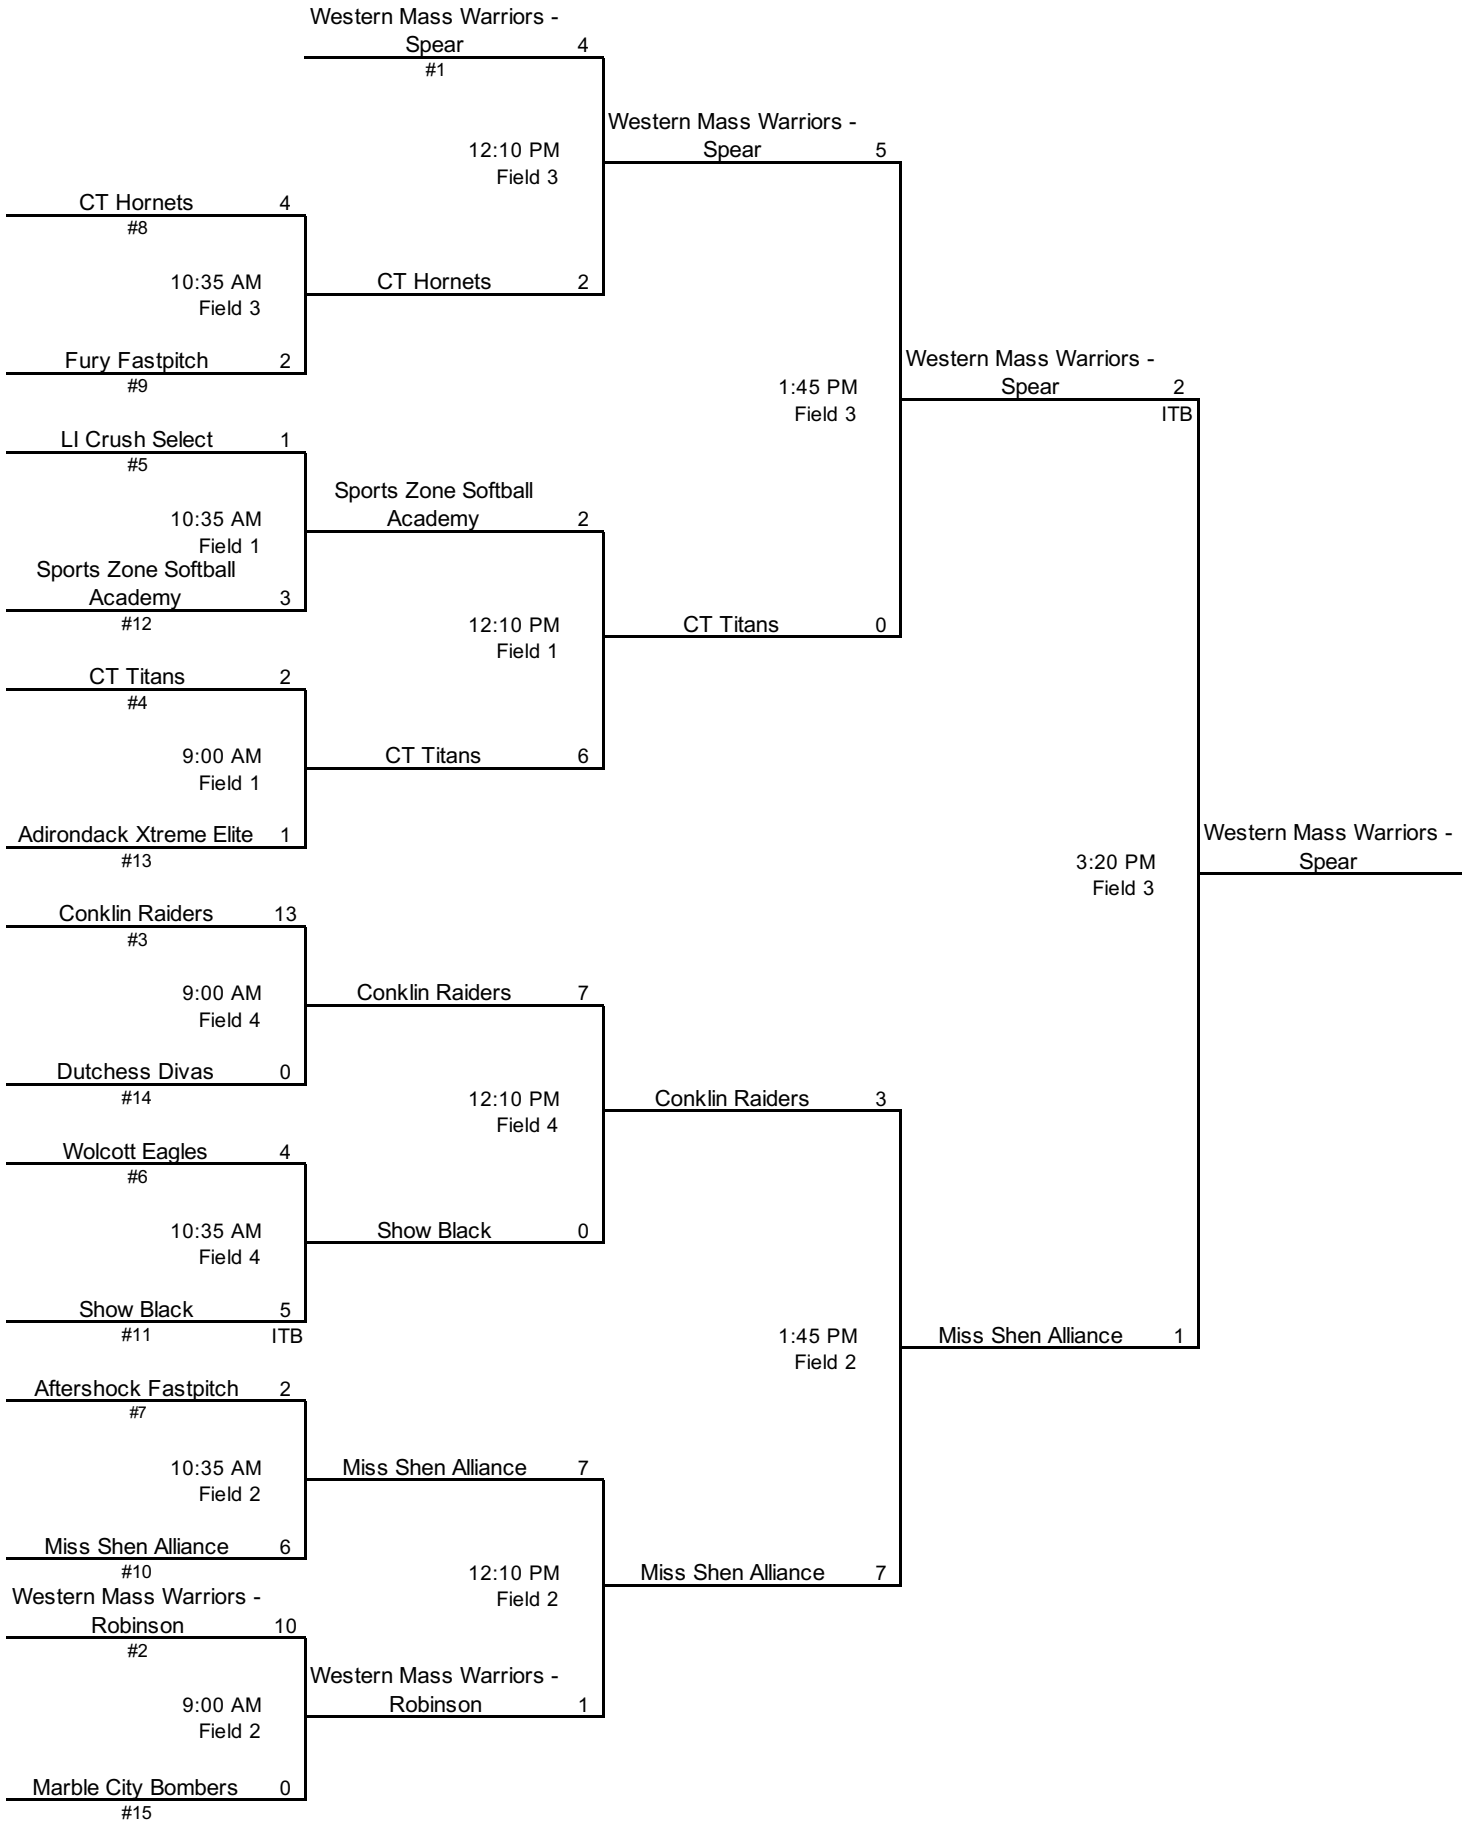 Western Mass Warriors -
Spear 4
#1
Western Mass Warriors -
12:10 PM
Spear 5
Field 3
CT Hornets 4
#8
10:35 AM
CT Hornets 2
Field 3
Fury Fastpitch 2
Western Mass Warriors -
#9
1:45 PM
Spear 2
Field 3
ITB
LI Crush Select 1
#5
Sports Zone Softball
10:35 AM
Academy 2
Field 1
Sports Zone Softball
Academy 3
#12
12:10 PM
CT Titans 0
Field 1
CT Titans 2
#4
9:00 AM
CT Titans 6
Field 1
Adirondack Xtreme Elite 1
#13
Western Mass Warriors -
3:20 PM
Spear
Field 3
Conklin Raiders 13
#3
9:00 AM
Conklin Raiders 7
Field 4
Dutchess Divas 0
#14
12:10 PM
Conklin Raiders 3
Field 4
Wolcott Eagles 4
#6
10:35 AM
Show Black 0
Field 4
Show Black 5
#11
ITB
1:45 PM
Miss Shen Alliance 1
Field 2
Aftershock Fastpitch 2
#7
10:35 AM
Miss Shen Alliance 7
Field 2
Miss Shen Alliance 6
#10
12:10 PM
Miss Shen Alliance 7
Field 2
Western Mass Warriors -
Robinson 10
#2
Western Mass Warriors -
9:00 AM
Robinson 1
Field 2
Marble City Bombers 0
#15